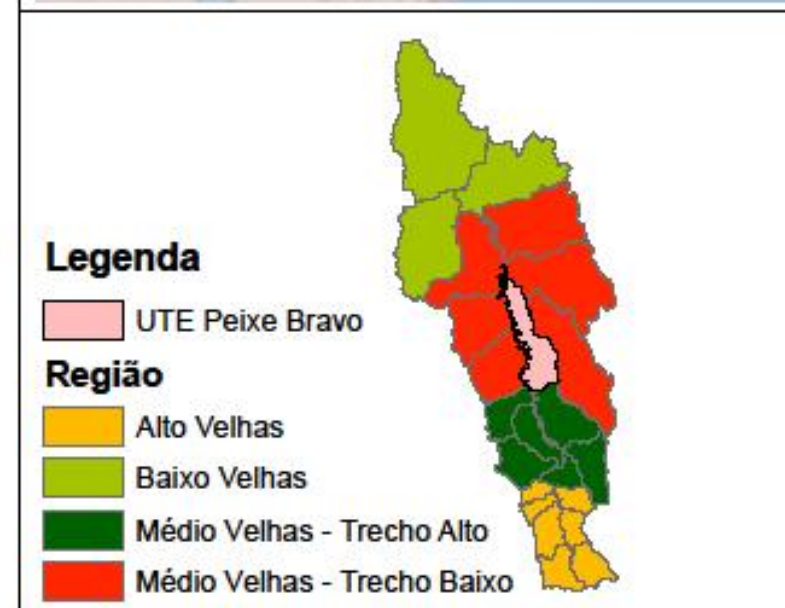 Legenda
UTE Peixe Bravo
Região
Alto Velhas
Baixo Velhas
Médio Velhas - Trecho Alto
Médio Velhas - Trecho Baixo